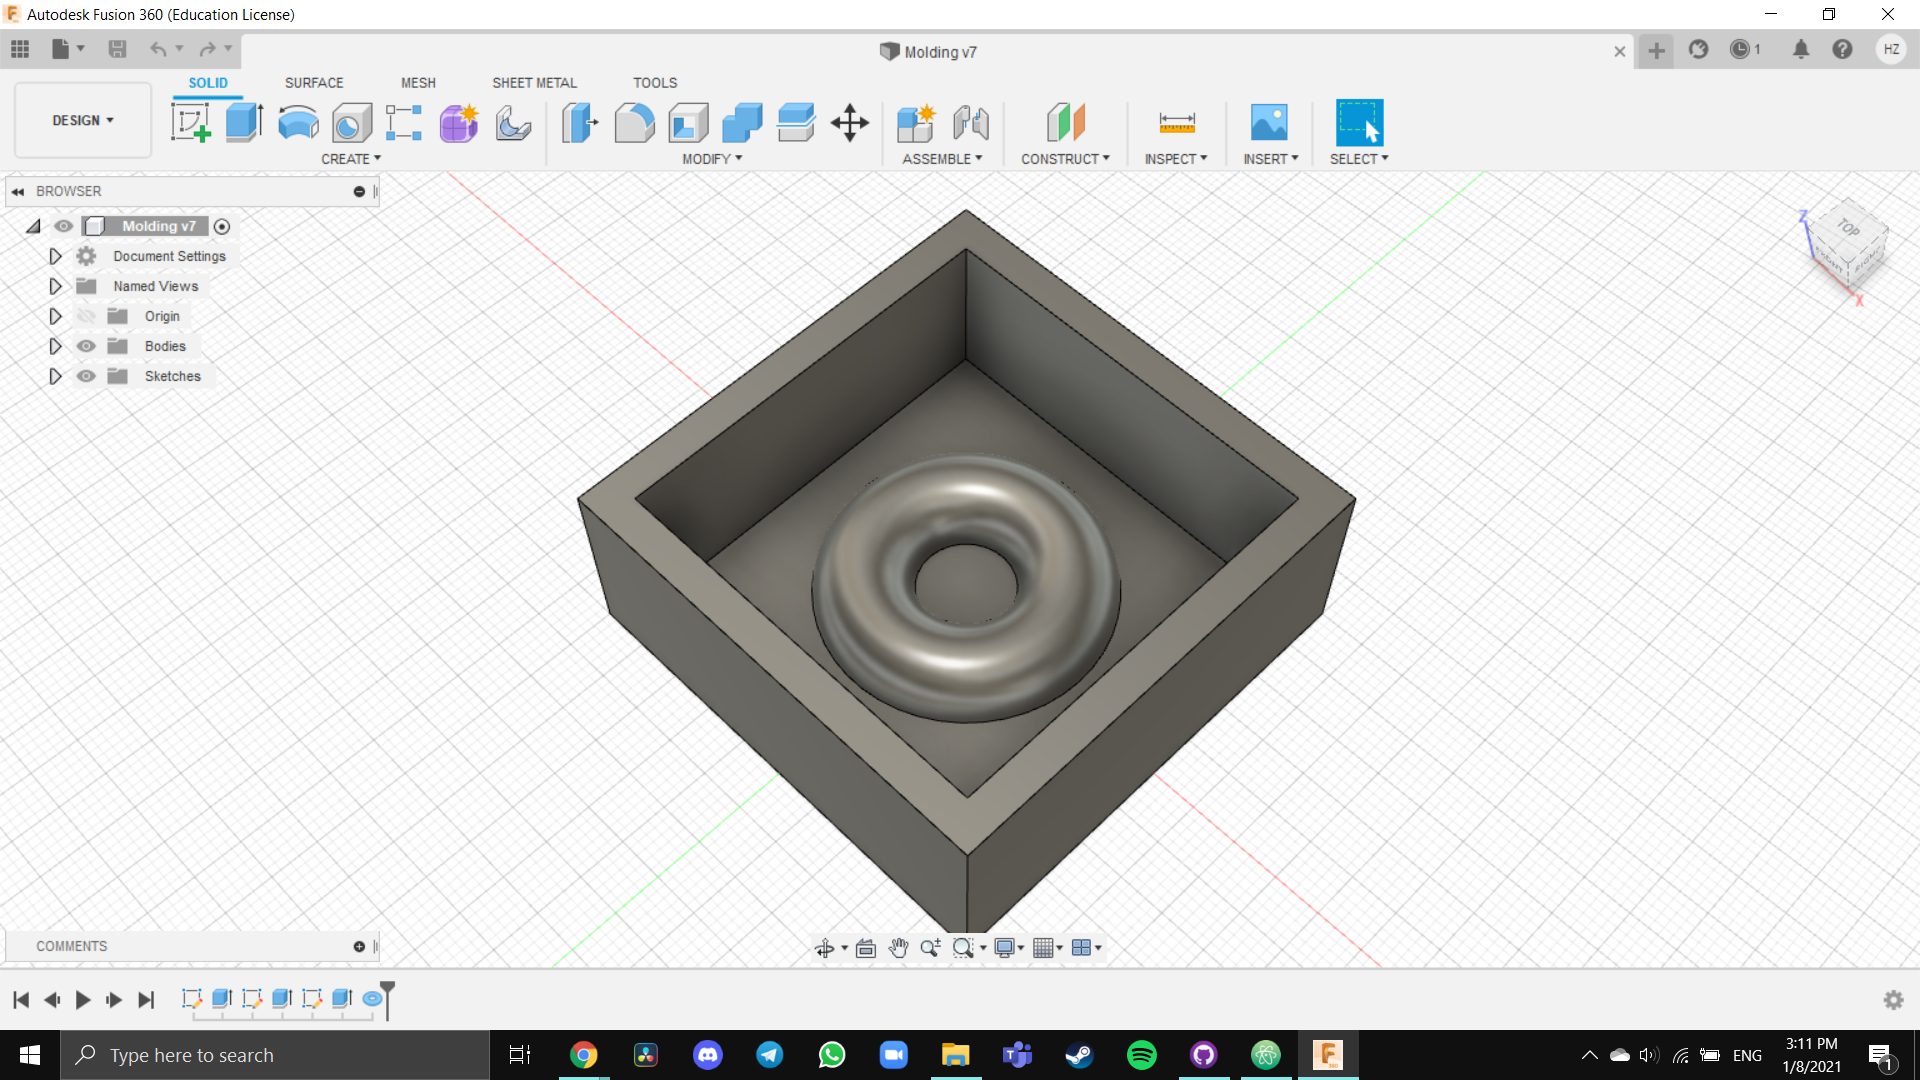 Autodesk Fusion 360 (Education License)
Molding v7
1
HZ
SOLID
SURFACE
MESH
SHEET METAL
TOOLS
DESIGN
CREATE
MODIFY
ASSEMBLE
CONSTRUCT
INSPECT
INSERT
SELECT
BROWSER
Molding v7
Document Settings
Named Views
Origin
Bodies
Sketches
Z
TOP
FRONT
RIGHT
X
COMMENTS
Type here to search
ENG
3:11 PM
1/8/2021
1